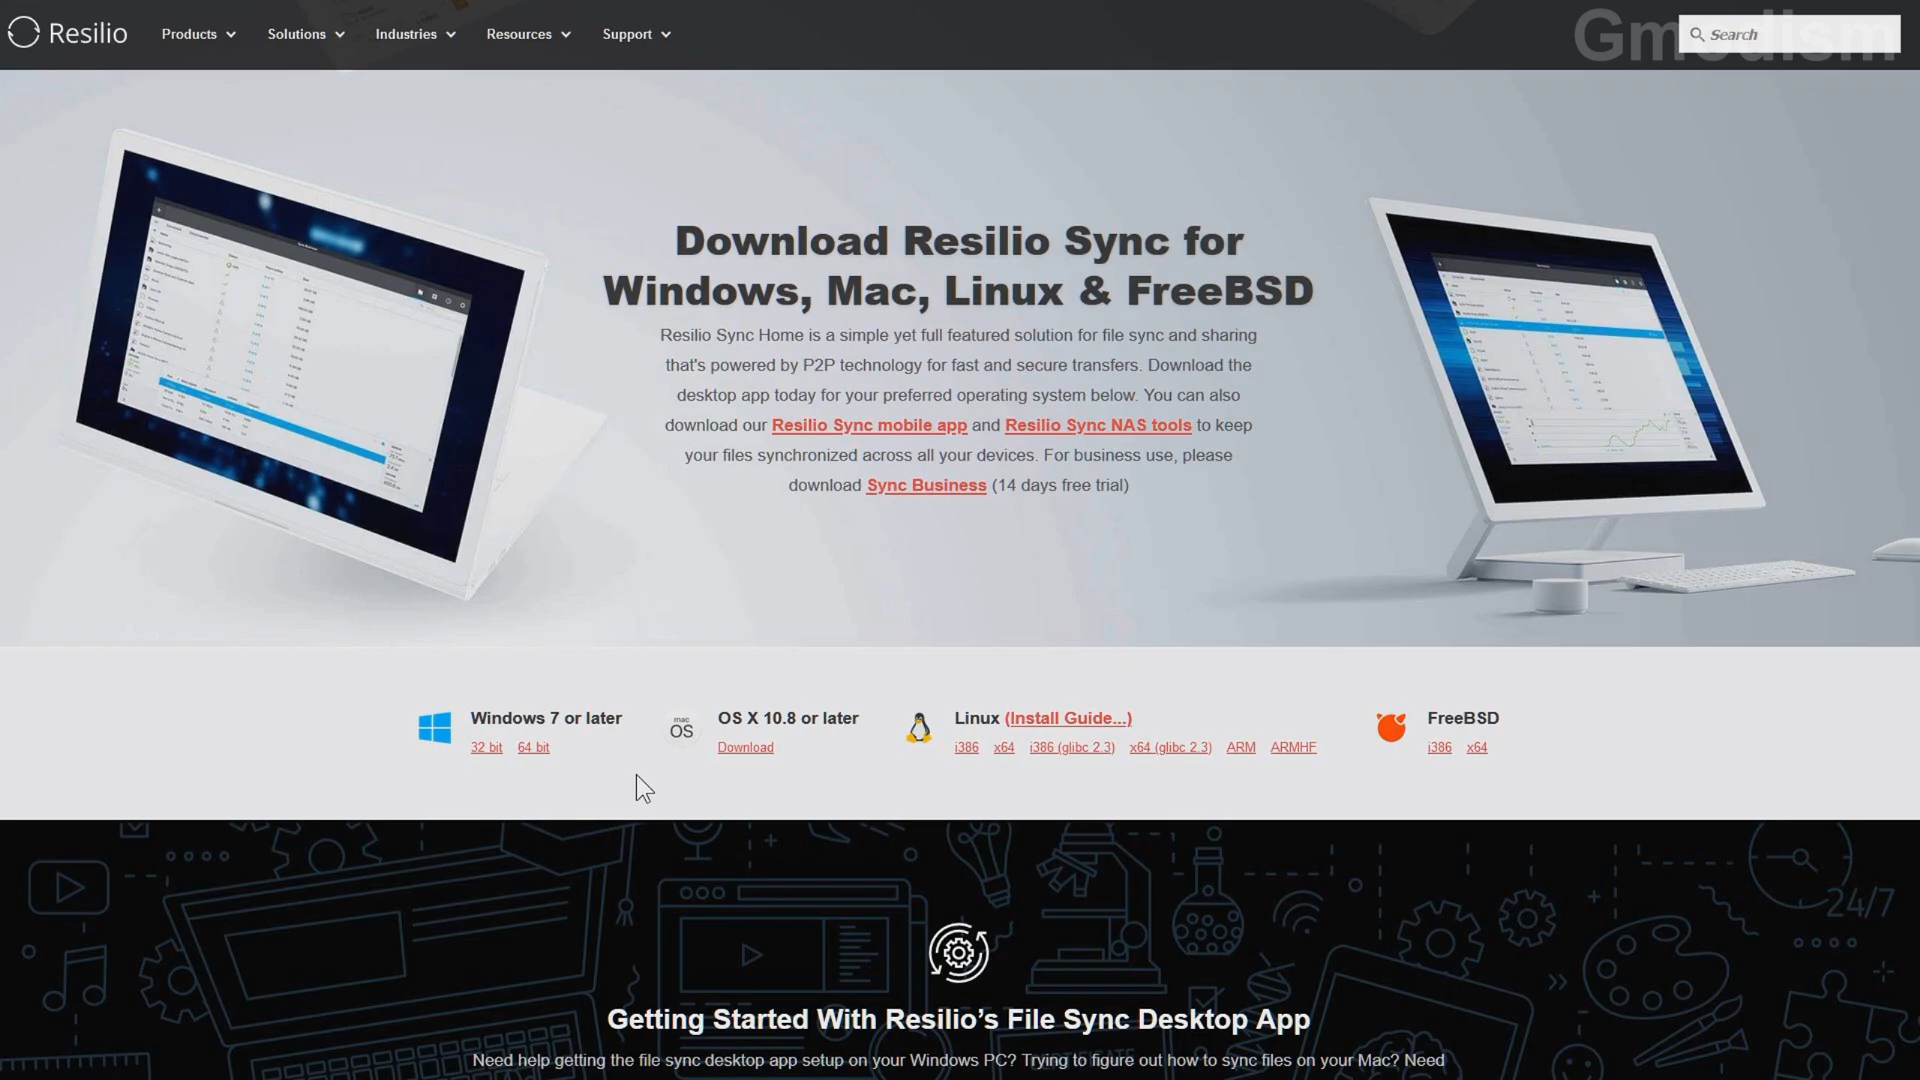 Resilio
Products
Solutions
Industries
Resources
Support
Search
Gmodism
Download Resilio Sync for
Windows, Mac, Linux & FreeBSD
Resilio Sync Home is a simple yet full featured solution for file sync and sharing
that's powered by P2P technology for fast and secure transfers. Download the
desktop app today for your preferred operating system below. You can also
download our Resilio Sync mobile app and Resilio Sync NAS tools to keep
your files synchronized across all your devices. For business use, please
download Sync Business (14 days free trial)
Windows 7 or later
32 bit 64 bit
mac
OS
OS X 10.8 or later
Download
Linux (Install Guide...)
i386 x64 i386 (glibc 2.3) x64 (glibc 2.3) ARM ARMHF
FreeBSD
i386 x64
24/7
Getting Started With Resilio’s File Sync Desktop App
Need help getting the file sync desktop app setup on your Windows PC? Trying to figure out how to sync files on your Mac? Need